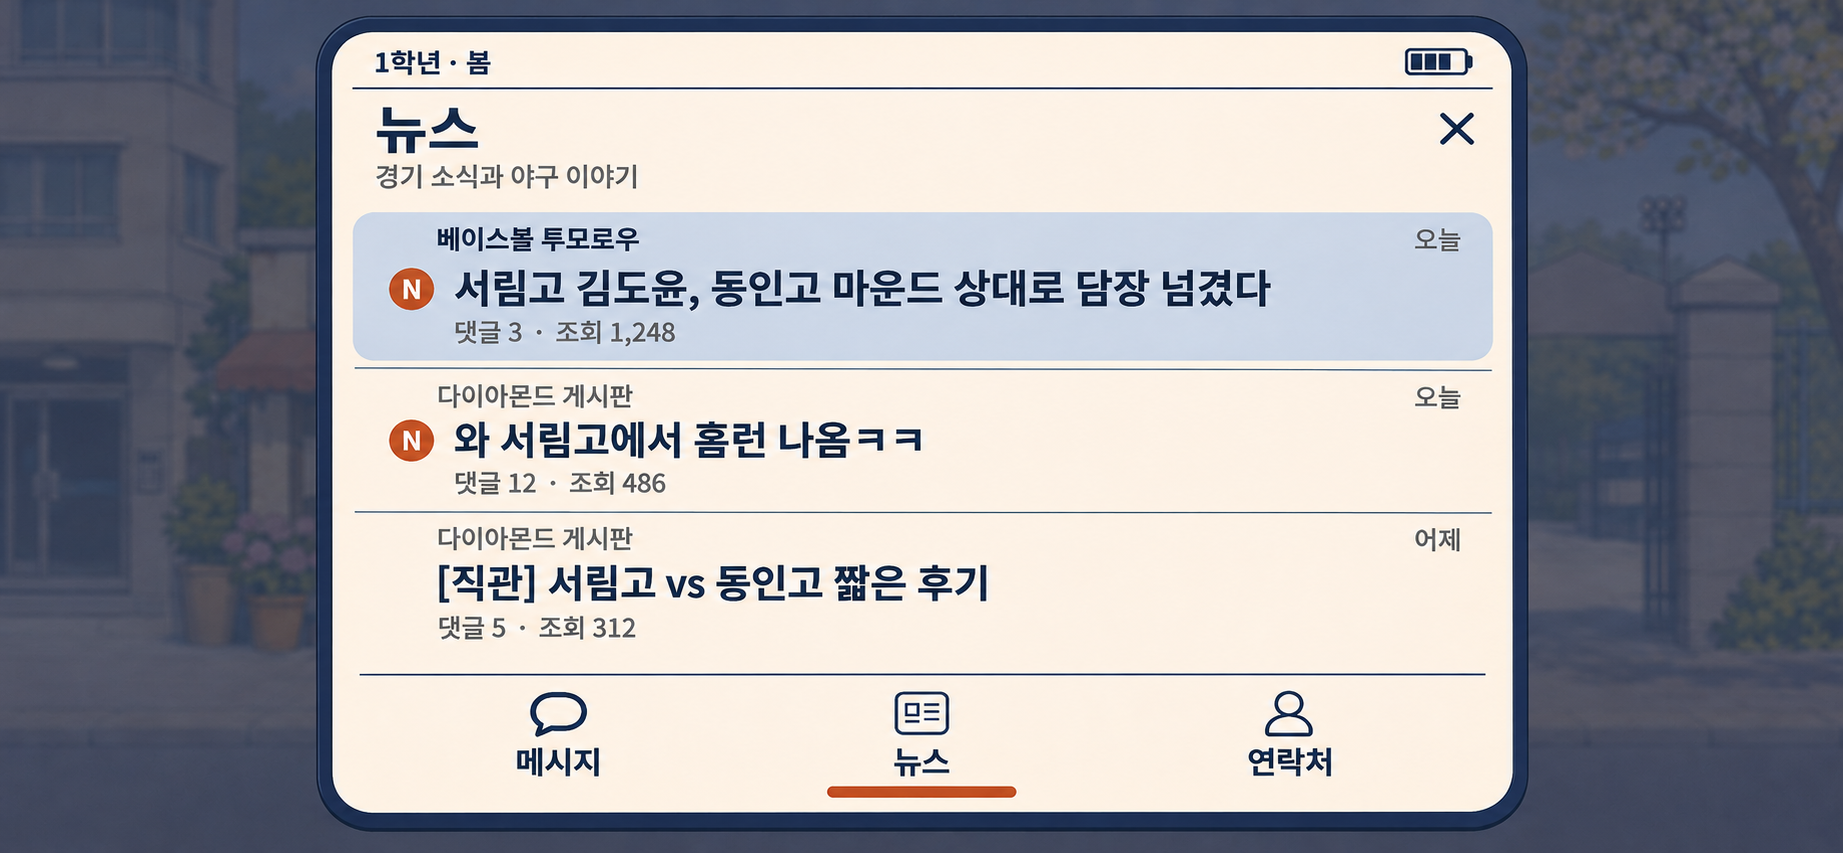 1학년 · 봄
뉴스
경기 소식과 야구 이야기
베이스볼 투모로우 오늘
N 서림고 김도윤, 동인고 마운드 상대로 담장 넘겼다
댓글 3 · 조회 1,248
다이아몬드 게시판 오늘
N 와 서림고에서 홈런 나옴ㅋㅋ
댓글 12 · 조회 486
다이아몬드 게시판 어제
[직관] 서림고 vs 동인고 짧은 후기
댓글 5 · 조회 312
메시지 뉴스 연락처